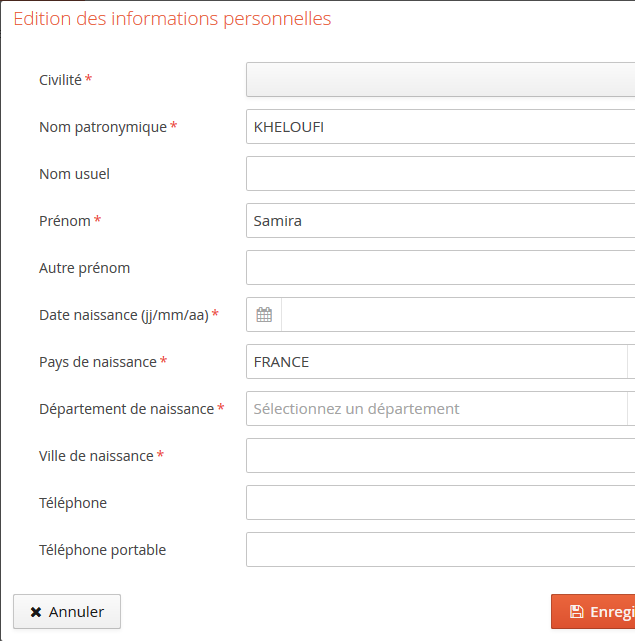 Edition des informations personnelles
Civilité *
Nom patronymique * KHELOUFI
Nom usuel
Prénom * Samira
Autre prénom
Date naissance (jj/mm/aa) *
Pays de naissance * FRANCE
Département de naissance * Sélectionnez un département
Ville de naissance *
Téléphone
Téléphone portable
Annuler Enregi